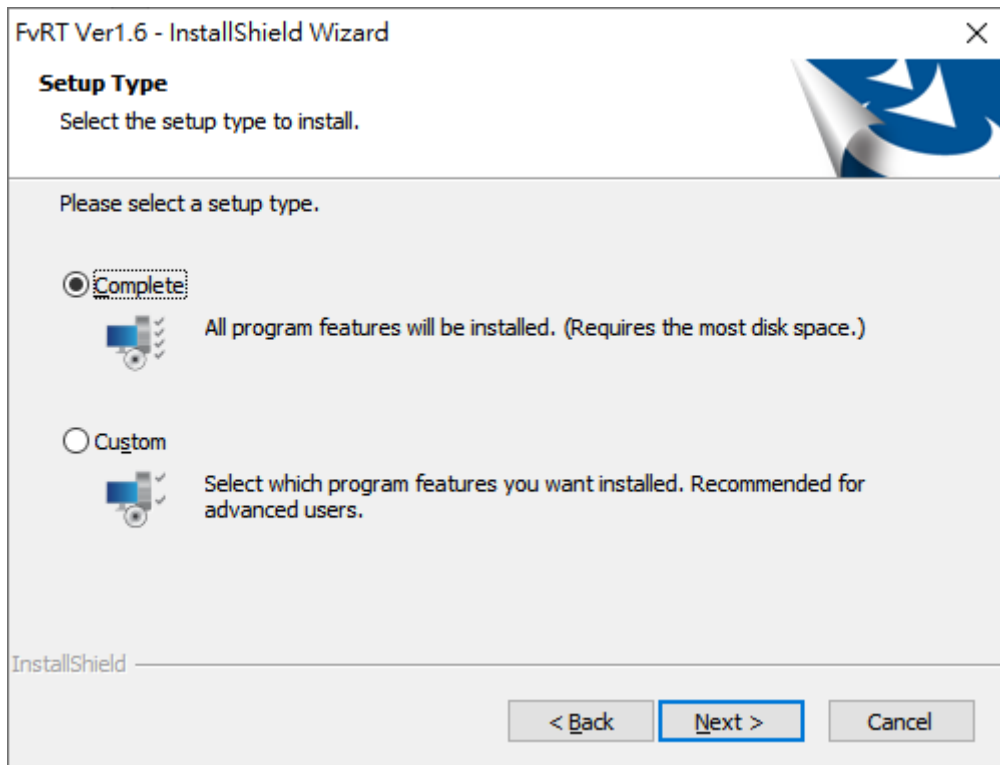 FvRT Ver1.6 - InstallShield Wizard
Setup Type
Select the setup type to install.
Please select a setup type.
Complete
All program features will be installed. (Requires the most disk space.)
Custom
Select which program features you want installed. Recommended for
advanced users.
InstallShield
< Back
Next >
Cancel